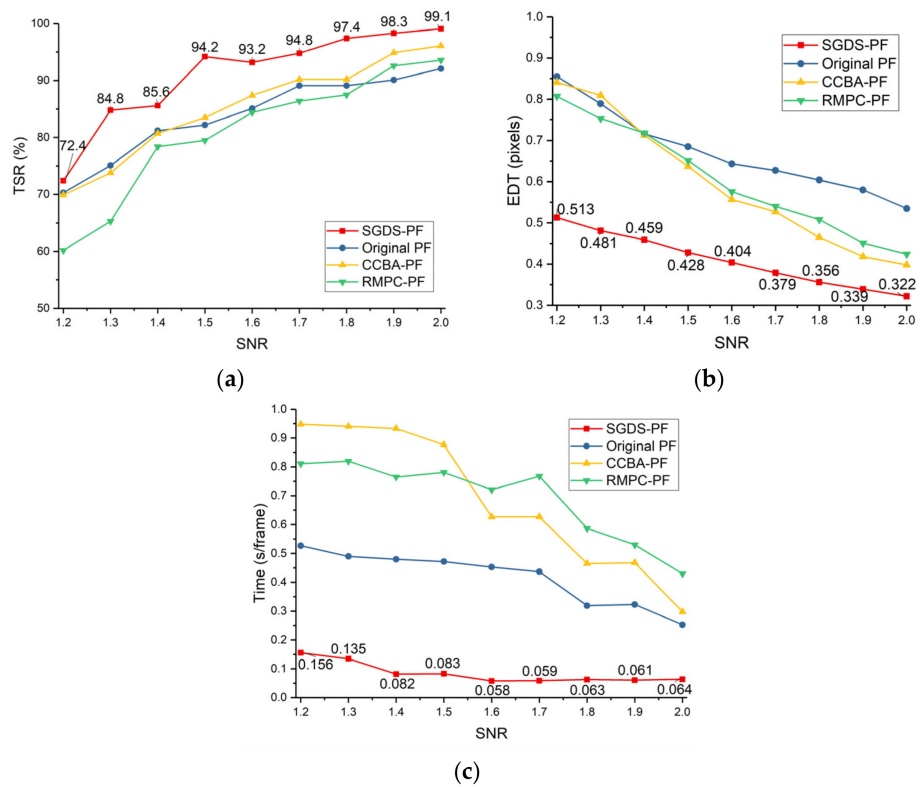 100
90
80
70
60
50
TSR (%)
72.4
84.8
85.6
94.2
93.2
94.8
97.4
98.3
99.1
SGDS-PF
Original PF
CCBA-PF
RMPC-PF
1.2 1.3 1.4 1.5 1.6 1.7 1.8 1.9 2.0
SNR
(a)
1.0
0.9
0.8
0.7
0.6
0.5
0.4
0.3
EDT (pixels)
SGDS-PF
Original PF
CCBA-PF
RMPC-PF
0.513
0.481
0.459
0.428
0.404
0.379
0.356
0.339
0.322
1.2 1.3 1.4 1.5 1.6 1.7 1.8 1.9 2.0
SNR
(b)
1.0
0.9
0.8
0.7
0.6
0.5
0.4
0.3
0.2
0.1
0.0
Time (s/frame)
SGDS-PF
Original PF
CCBA-PF
RMPC-PF
0.156
0.135
0.082
0.083
0.058
0.059
0.063
0.061
0.064
1.2 1.3 1.4 1.5 1.6 1.7 1.8 1.9 2.0
SNR
(c)